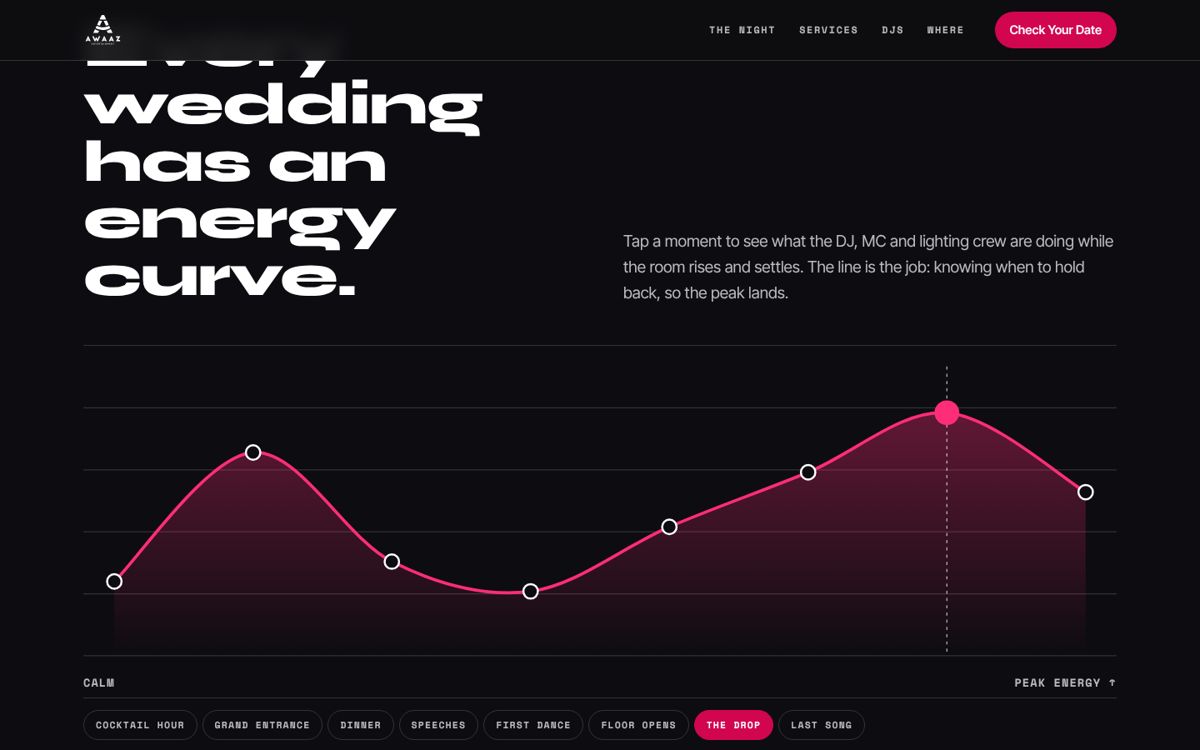 AWAAZ
THE NIGHT
SERVICES
DJS
WHERE
Check Your Date
Every
wedding
has an
energy
curve.
Tap a moment to see what the DJ, MC and lighting crew are doing while
the room rises and settles. The line is the job: knowing when to hold
back, so the peak lands.
CALM
PEAK ENERGY ↑
COCKTAIL HOUR
GRAND ENTRANCE
DINNER
SPEECHES
FIRST DANCE
FLOOR OPENS
THE DROP
LAST SONG